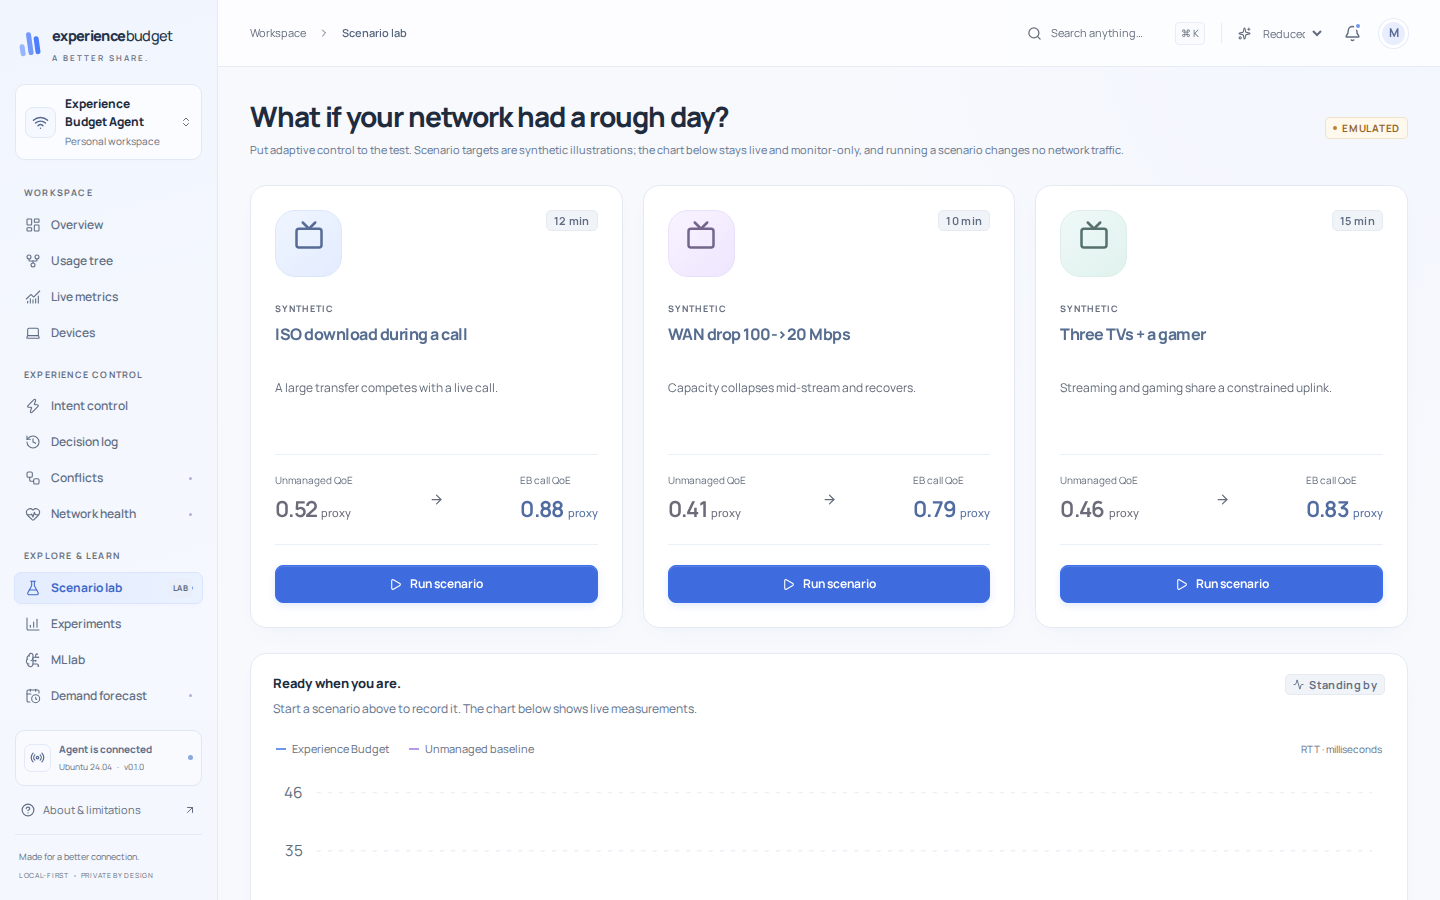 experiencebudget
A BETTER SHARE.
Experience
Budget Agent
Personal workspace
WORKSPACE
Overview
Usage tree
Live metrics
Devices
EXPERIENCE CONTROL
Intent control
Decision log
Conflicts
Network health
EXPLORE & LEARN
Scenario lab
LAB
Experiments
ML lab
Demand forecast
Agent is connected
Ubuntu 24.04 · v0.1.0
About & limitations
Made for a better connection.
LOCAL-FIRST • PRIVATE BY DESIGN
Workspace > Scenario lab
Search anything...
⌘ K
Reduced
M
What if your network had a rough day?
Put adaptive control to the test. Scenario targets are synthetic illustrations; the chart below stays live and monitor-only, and running a scenario changes no network traffic.
EMULATED
12 min
SYNTHETIC
ISO download during a call
A large transfer competes with a live call.
Unmanaged QoE
0.52 proxy
→
EB call QoE
0.88 proxy
Run scenario
10 min
SYNTHETIC
WAN drop 100->20 Mbps
Capacity collapses mid-stream and recovers.
Unmanaged QoE
0.41 proxy
→
EB call QoE
0.79 proxy
Run scenario
15 min
SYNTHETIC
Three TVs + a gamer
Streaming and gaming share a constrained uplink.
Unmanaged QoE
0.46 proxy
→
EB call QoE
0.83 proxy
Run scenario
Ready when you are.
Standing by
Start a scenario above to record it. The chart below shows live measurements.
Experience Budget
Unmanaged baseline
RTT · milliseconds
46
35